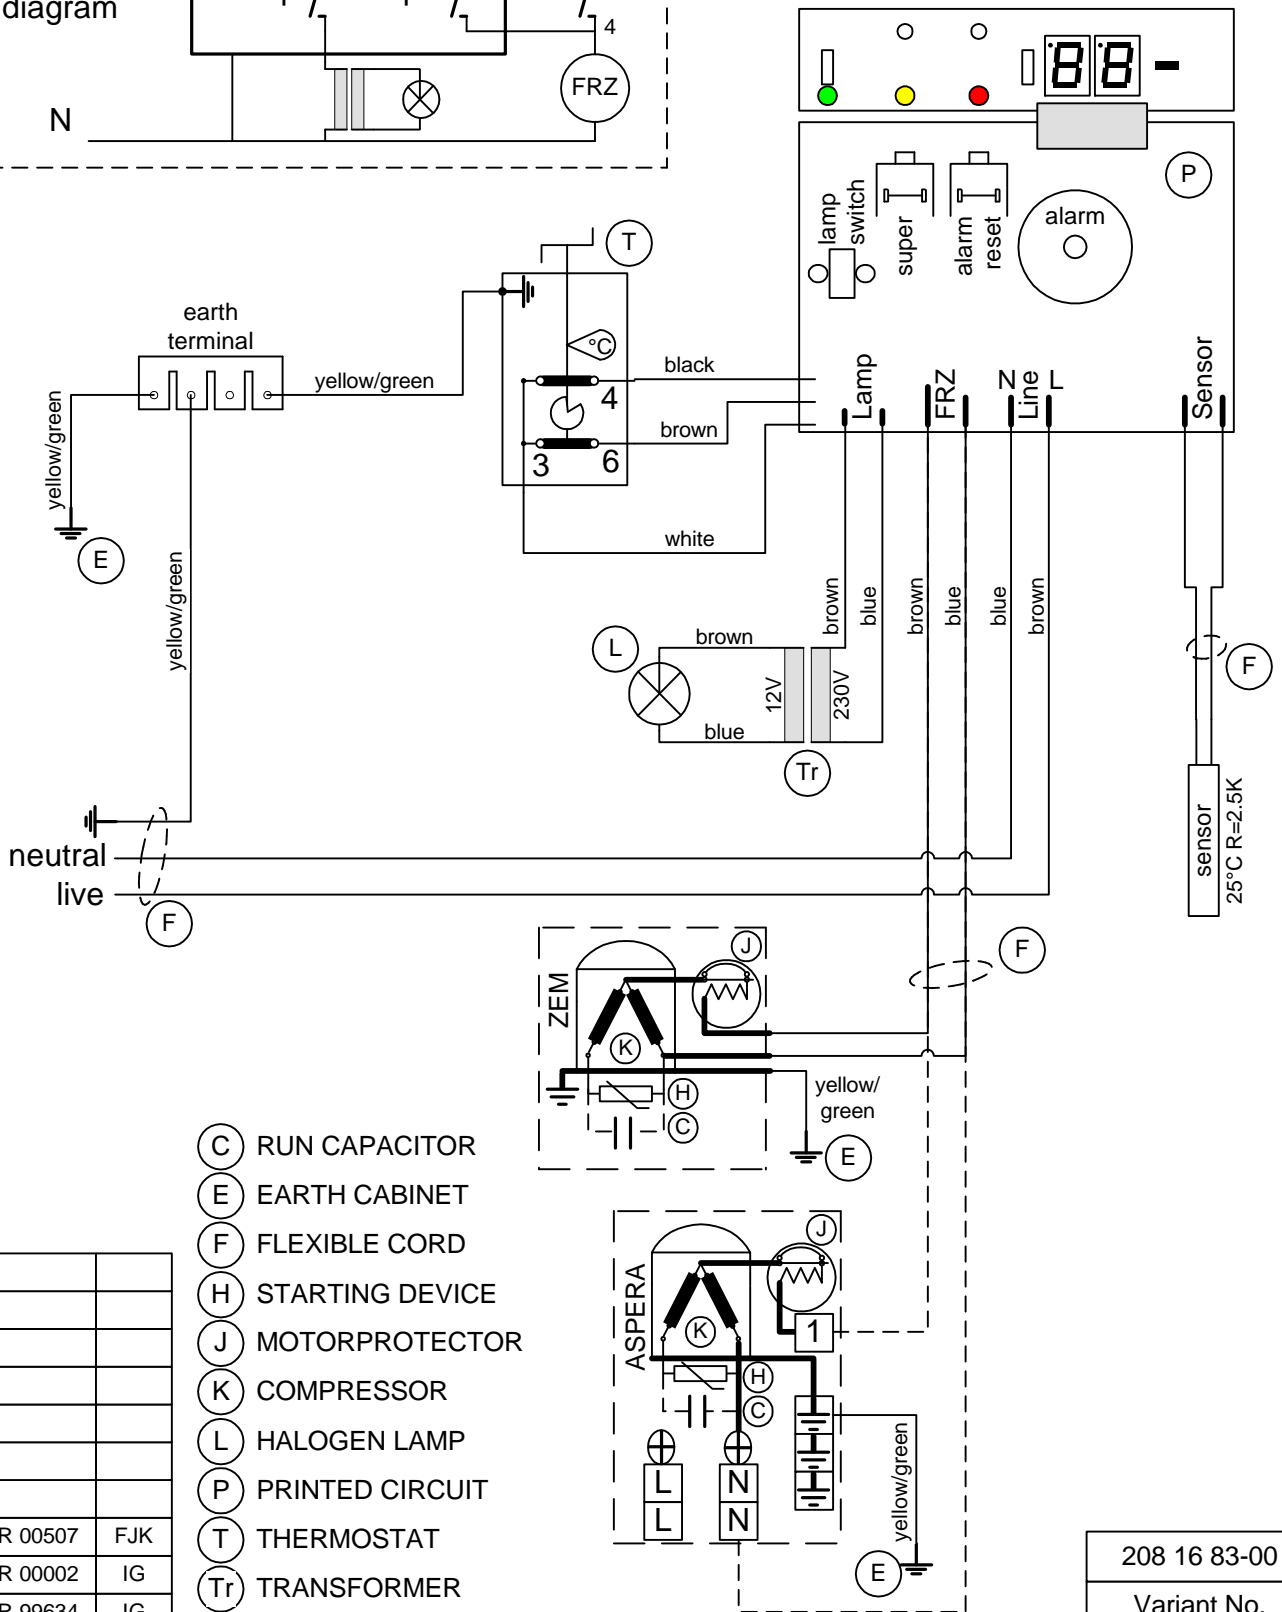 diagram
4
FRZ
N
88
P
lamp
switch
super
alarm
reset
alarm
T
earth
terminal
°C
black
4
yellow/green
brown
3
6
white
yellow/green
E
yellow/green
Lamp
FRZ
N
Line
L
Sensor
brown
blue
brown
blue
blue
brown
L
brown
12V
230V
blue
Tr
F
sensor
25°C R=2.5K
neutral
live
F
F
J
ZEM
K
H
C
yellow/
green
E
C RUN CAPACITOR
E EARTH CABINET
F FLEXIBLE CORD
H STARTING DEVICE
J MOTORPROTECTOR
K COMPRESSOR
L HALOGEN LAMP
P PRINTED CIRCUIT
T THERMOSTAT
Tr TRANSFORMER
J
ASPERA
K
1
H
C
L
N
L
N
yellow/green
E
R 00507 FJK
R 00002 IG
R 99634 IG
208 16 83-00
Variant No.